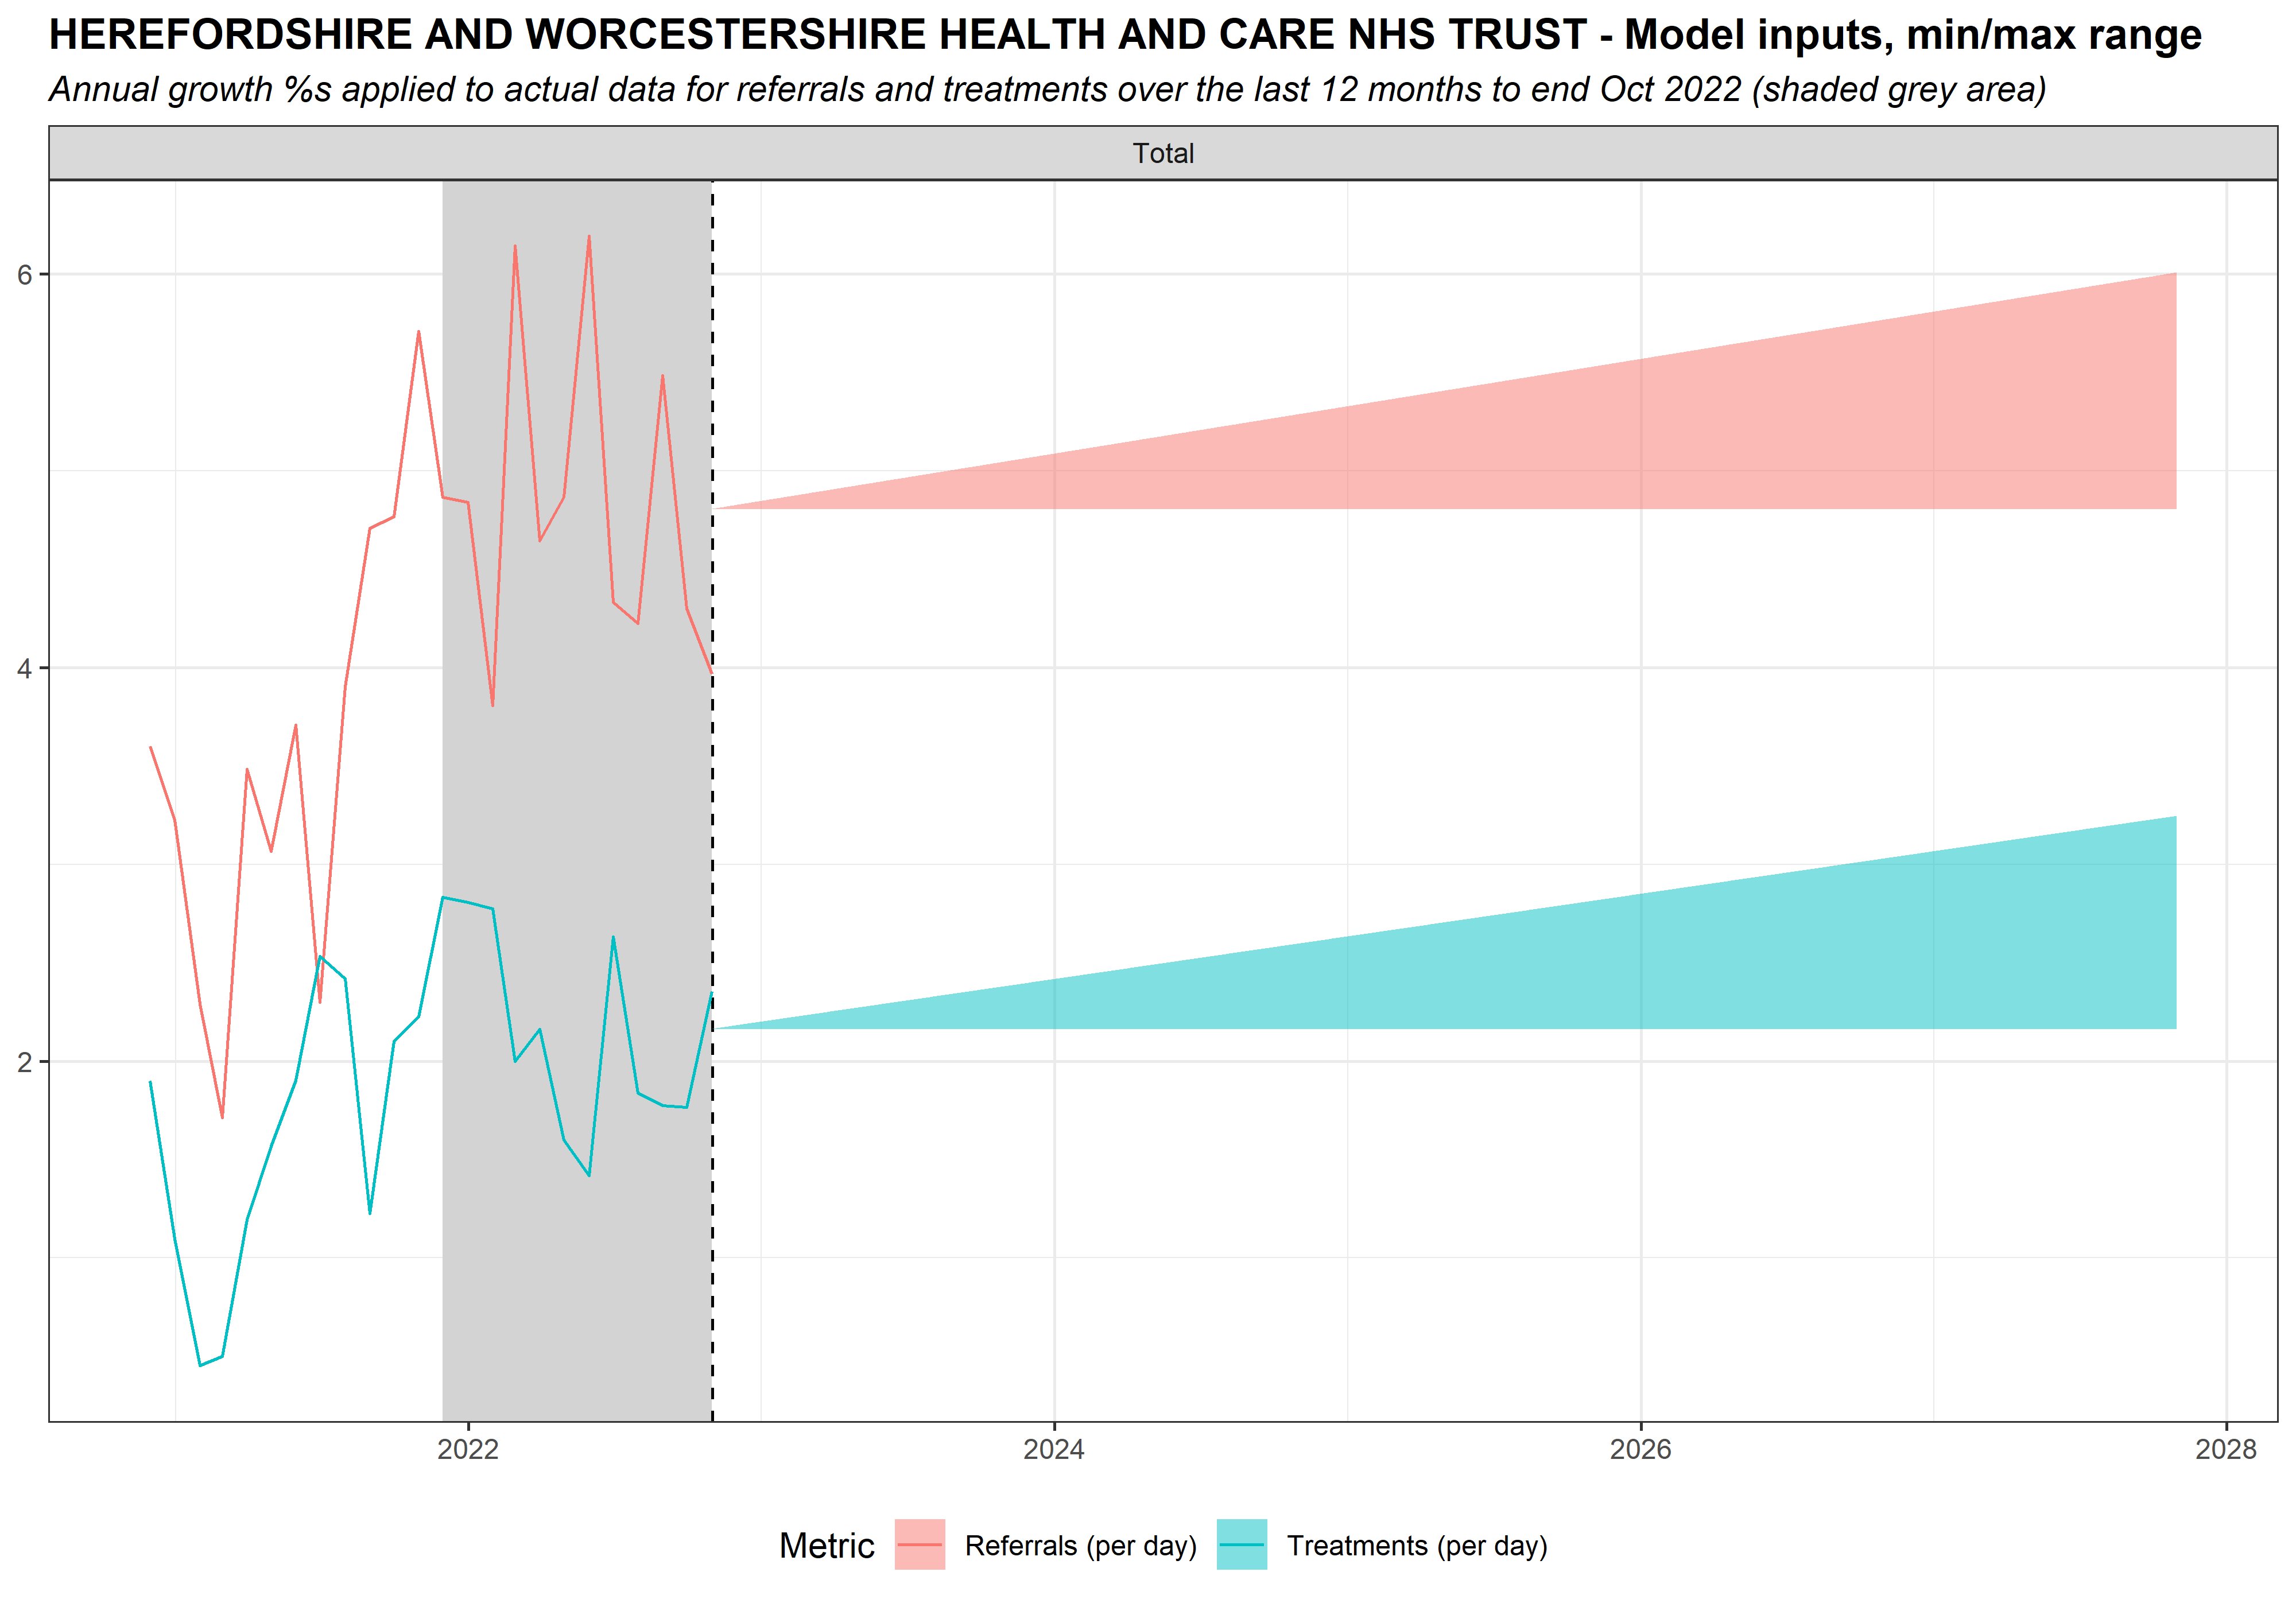 HEREFORDSHIRE AND WORCESTERSHIRE HEALTH AND CARE NHS TRUST - Model inputs, min/max range
Annual growth %s applied to actual data for referrals and treatments over the last 12 months to end Oct 2022 (shaded grey area)
Total
6
4
2
2022 2024 2026 2028
Metric Referrals (per day) Treatments (per day)